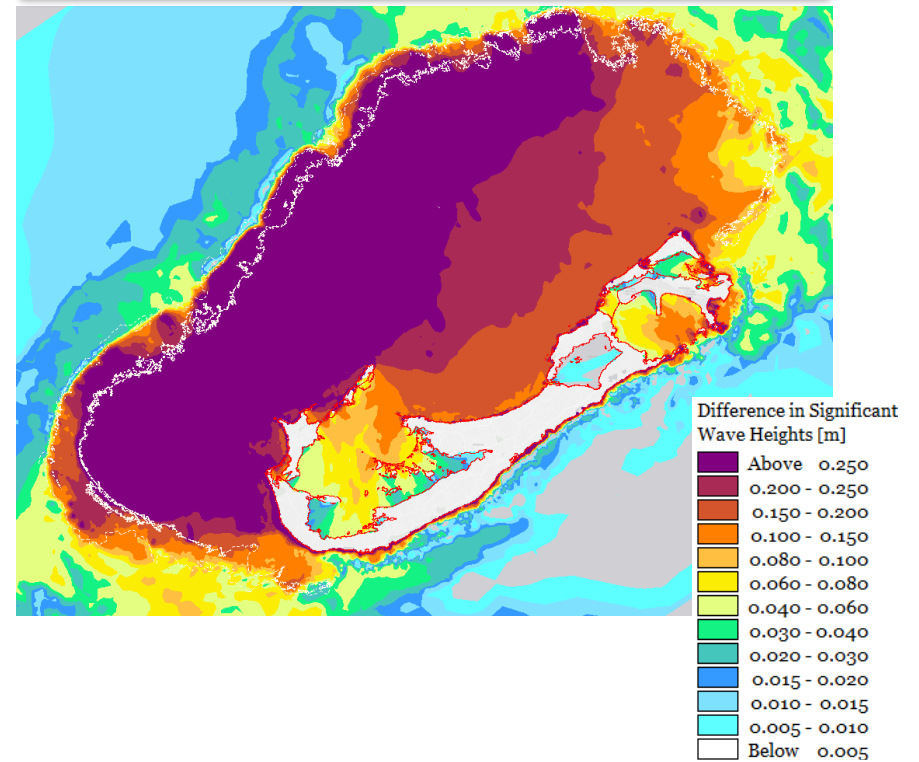 Difference in Significant
Wave Heights [m]
Above 0.250
0.200 - 0.250
0.150 - 0.200
0.100 - 0.150
0.080 - 0.100
0.060 - 0.080
0.040 - 0.060
0.030 - 0.040
0.020 - 0.030
0.015 - 0.020
0.010 - 0.015
0.005 - 0.010
Below 0.005